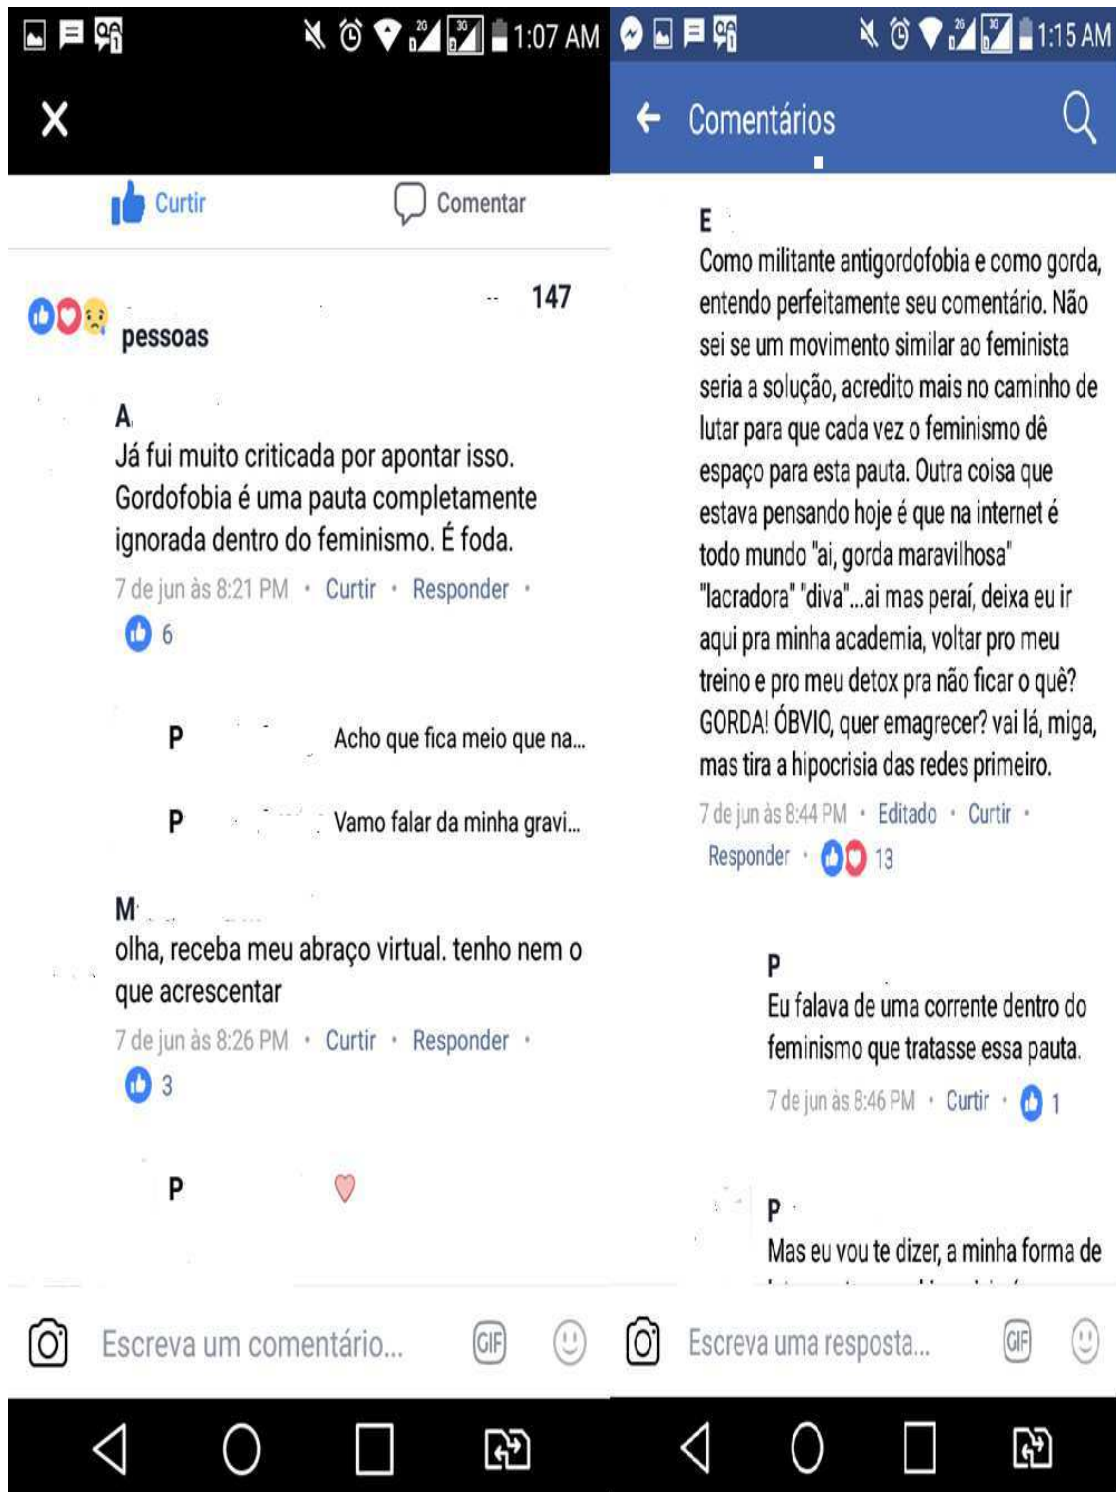 1:07 AM
Curtir
Comentar
147
pessoas
A
Já fui muito criticada por apontar isso.
Gordofobia é uma pauta completamente
ignorada dentro do feminismo. É foda.
7 de jun às 8:21 PM • Curtir • Responder •
6
P Acho que fica meio que na...
P Vamo falar da minha gravi...
M
olha, receba meu abraço virtual. tenho nem o
que acrescentar
7 de jun às 8:26 PM • Curtir • Responder •
3
P
Escreva um comentário...
GIF
1:15 AM
Comentários
E
Como militante antigordofobia e como gorda,
entendo perfeitamente seu comentário. Não
sei se um movimento similar ao feminista
seria a solução, acredito mais no caminho de
lutar para que cada vez o feminismo dê
espaço para esta pauta. Outra coisa que
estava pensando hoje é que na internet é
todo mundo "ai, gorda maravilhosa"
"lacradora" "diva"...ai mas peraí, deixa eu ir
aqui pra minha academia, voltar pro meu
treino e pro meu detox pra não ficar o quê?
GORDA! ÓBVIO, quer emagrecer? vai lá, miga,
mas tira a hipocrisia das redes primeiro.
7 de jun às 8:44 PM • Editado • Curtir •
Responder • 13
P
Eu falava de uma corrente dentro do
feminismo que tratasse essa pauta.
7 de jun às 8:46 PM • Curtir • 1
P
Mas eu vou te dizer, a minha forma de
Escreva uma resposta...
GIF